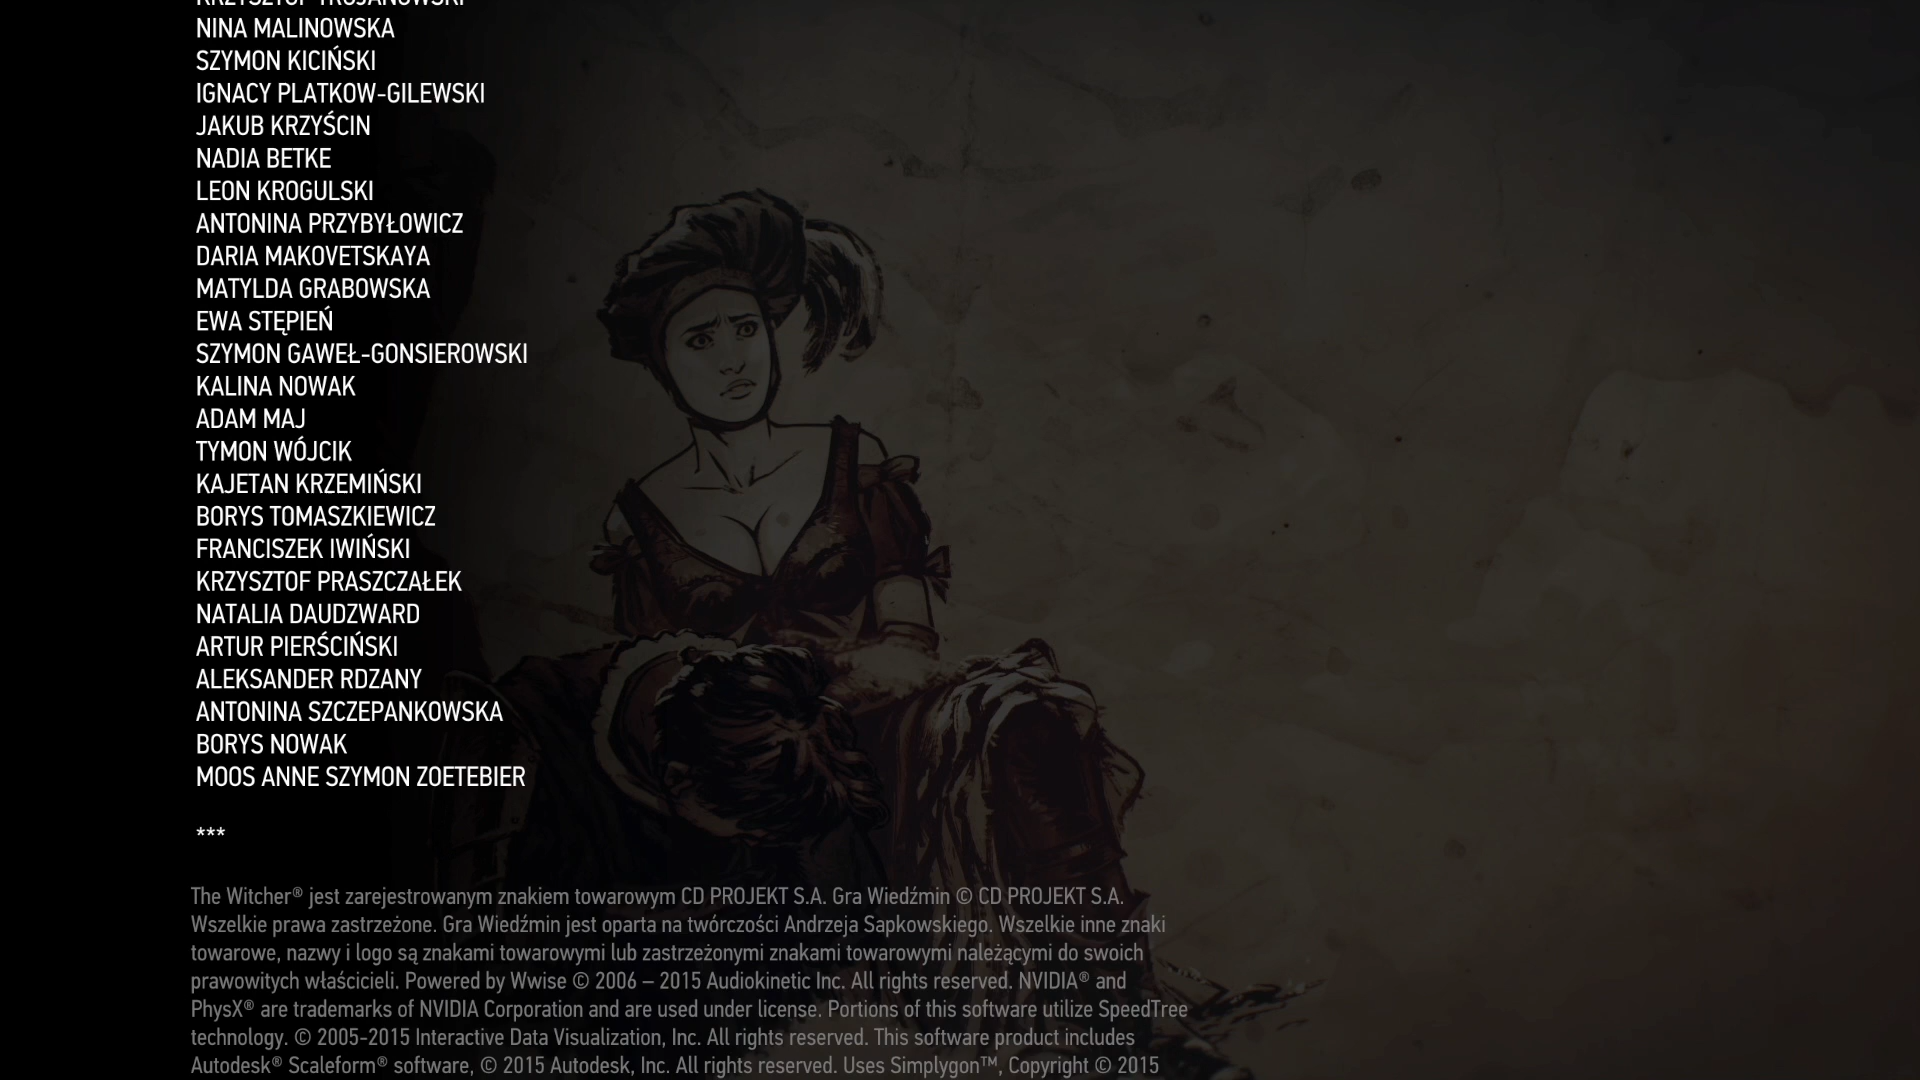 KRZYSZTOF TROJANOWSKI
NINA MALINOWSKA
SZYMON KICIŃSKI
IGNACY PLATKOW-GILEWSKI
JAKUB KRZYŚCIN
NADIA BETKE
LEON KROGULSKI
ANTONINA PRZYBYŁOWICZ
DARIA MAKOVETSKAYA
MATYLDA GRABOWSKA
EWA STĘPIEŃ
SZYMON GAWEŁ-GONSIEROWSKI
KALINA NOWAK
ADAM MAJ
TYMON WÓJCIK
KAJETAN KRZEMIŃSKI
BORYS TOMASZKIEWICZ
FRANCISZEK IWIŃSKI
KRZYSZTOF PRASZCZAŁEK
NATALIA DAUDZWARD
ARTUR PIERŚCIŃSKI
ALEKSANDER RDZANY
ANTONINA SZCZEPANKOWSKA
BORYS NOWAK
MOOS ANNE SZYMON ZOETEBIER
***
The Witcher® jest zarejestrowanym znakiem towarowym CD PROJEKT S.A. Gra Wiedźmin © CD PROJEKT S.A.
Wszelkie prawa zastrzeżone. Gra Wiedźmin jest oparta na twórczości Andrzeja Sapkowskiego. Wszelkie inne znaki
towarowe, nazwy i logo są znakami towarowymi lub zastrzeżonymi znakami towarowymi należącymi do swoich
prawowitych właścicieli. Powered by Wwise © 2006 – 2015 Audiokinetic Inc. All rights reserved. NVIDIA® and
PhysX® are trademarks of NVIDIA Corporation and are used under license. Portions of this software utilize SpeedTree
technology. © 2005-2015 Interactive Data Visualization, Inc. All rights reserved. This software product includes
Autodesk® Scaleform® software, © 2015 Autodesk, Inc. All rights reserved. Uses Simplygon™, Copyright © 2015